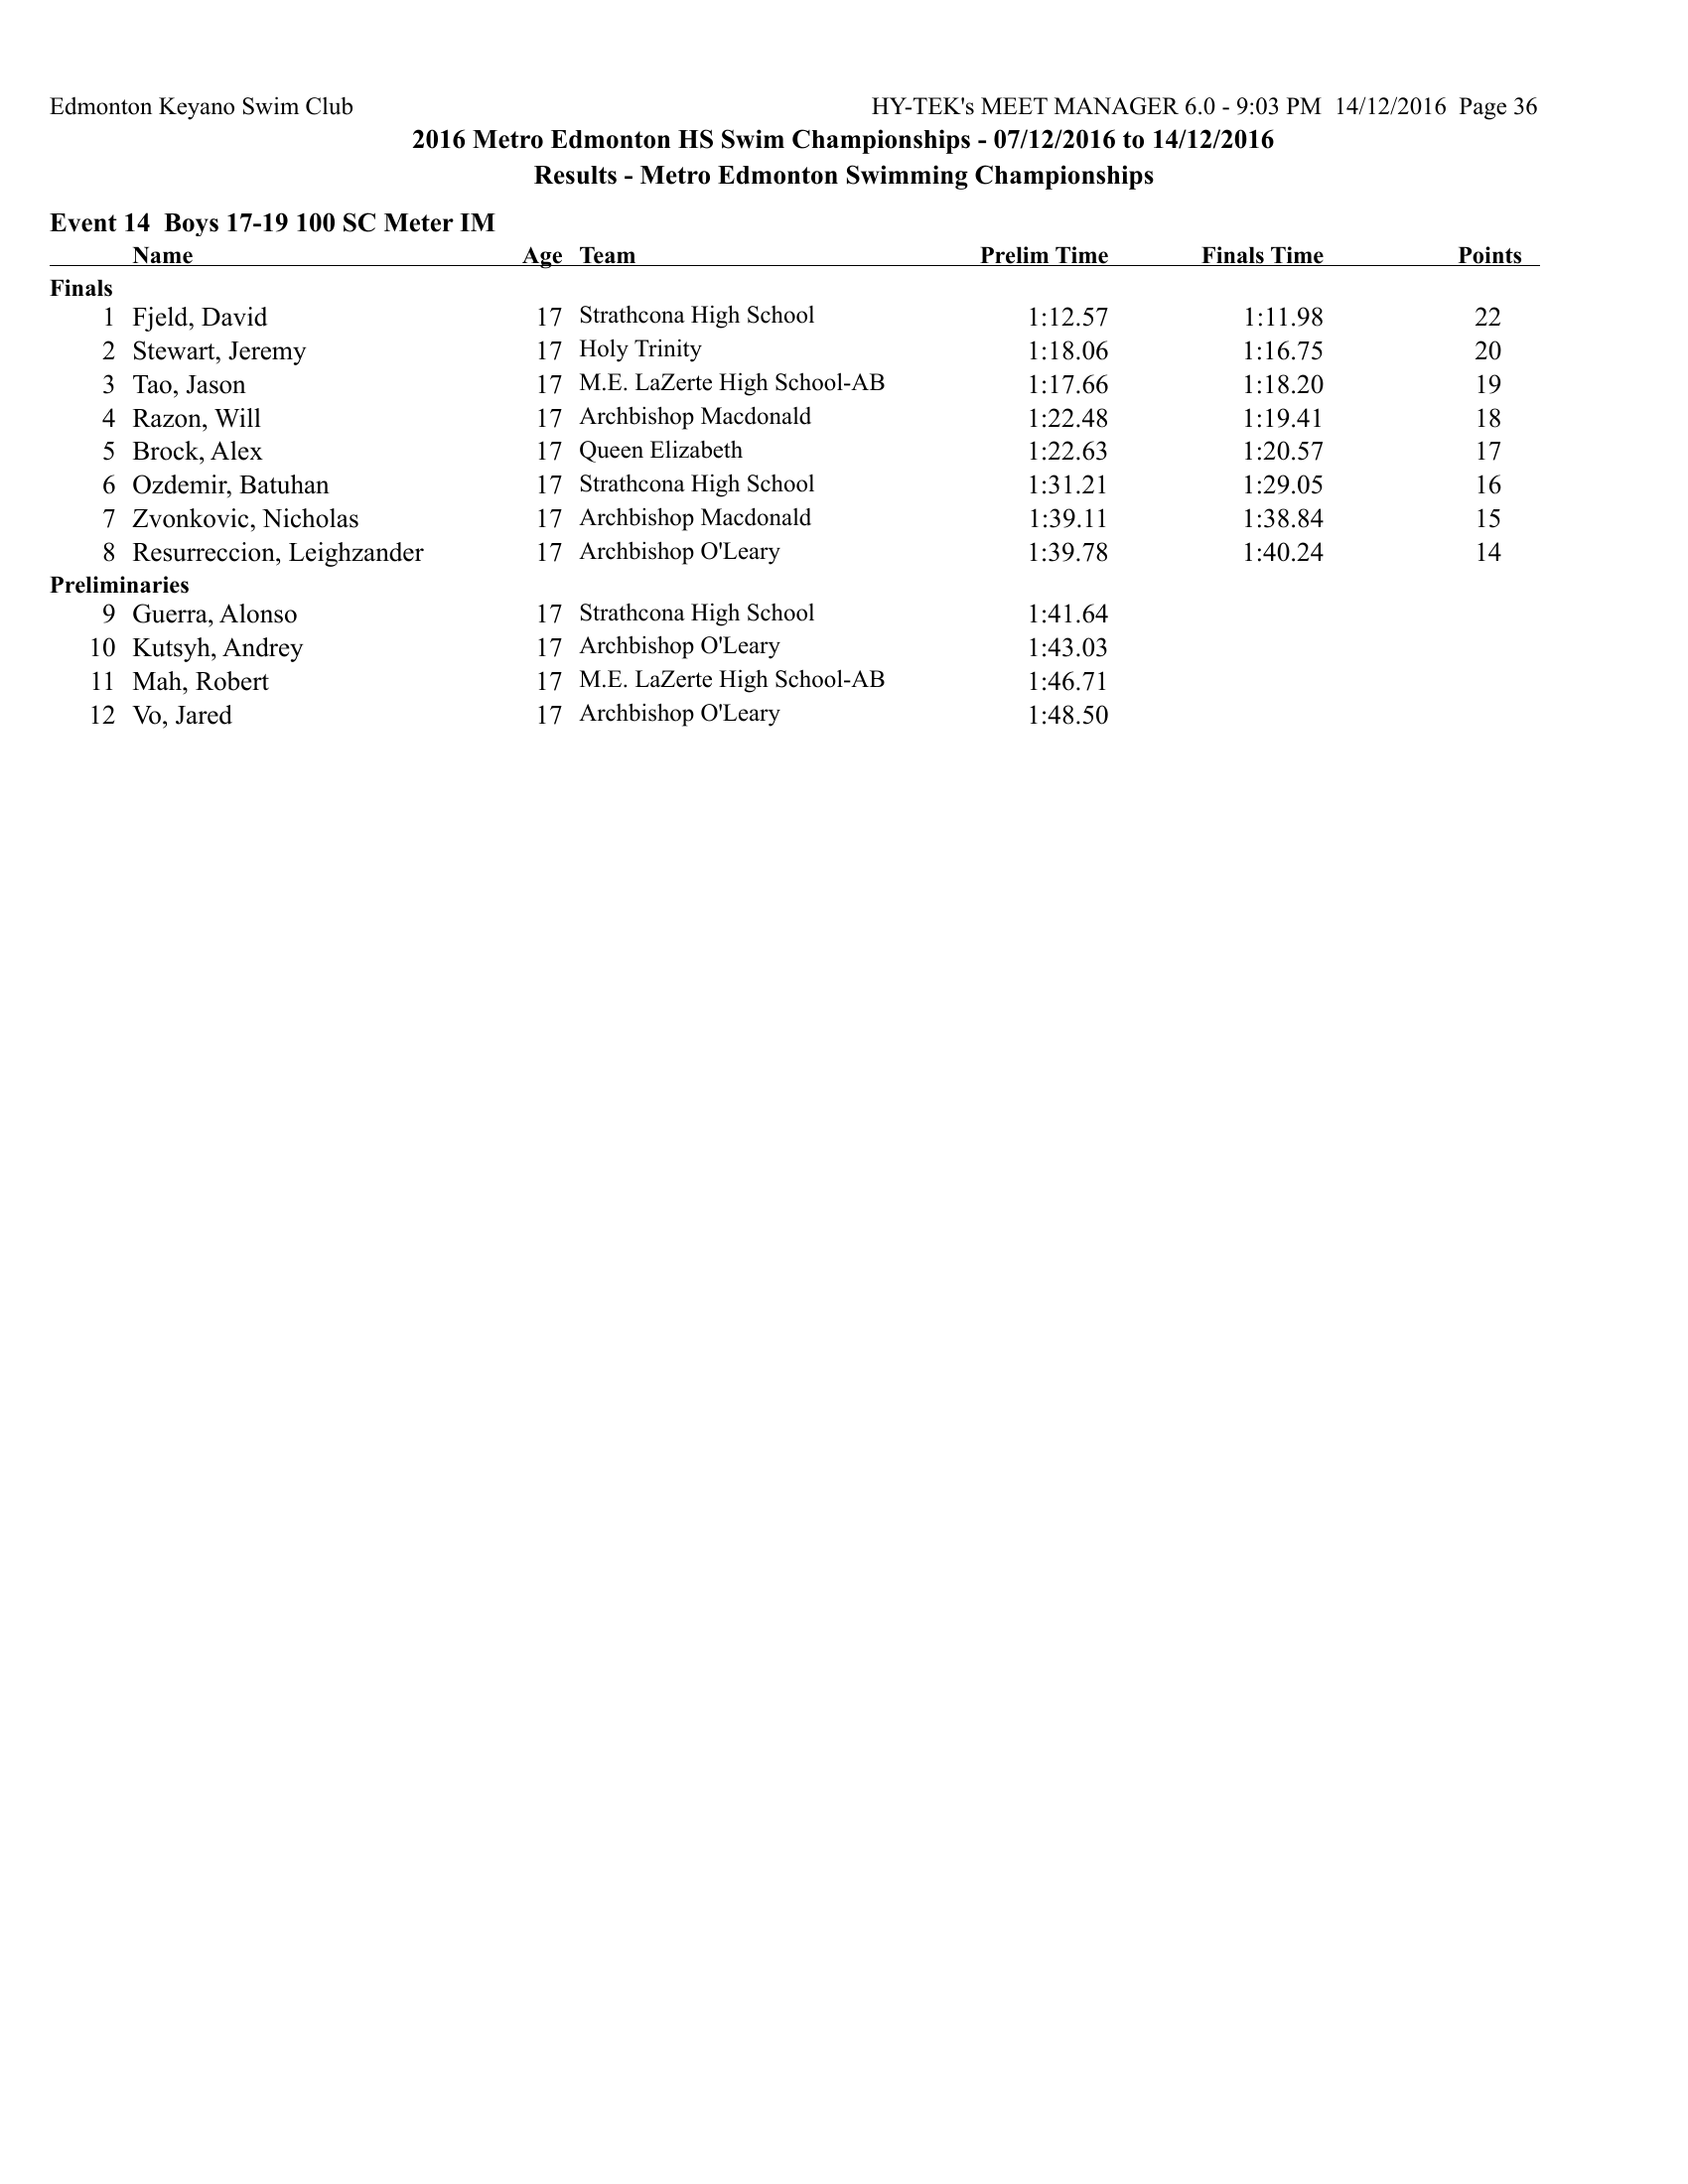 Edmonton Keyano Swim Club HY-TEK's MEET MANAGER 6.0 - 9:03 PM 14/12/2016 Page 36
2016 Metro Edmonton HS Swim Championships - 07/12/2016 to 14/12/2016
Results - Metro Edmonton Swimming Championships
Event 14 Boys 17-19 100 SC Meter IM
Name Age Team Prelim Time Finals Time Points
Finals
1 Fjeld, David 17 Strathcona High School 1:12.57 1:11.98 22
2 Stewart, Jeremy 17 Holy Trinity 1:18.06 1:16.75 20
3 Tao, Jason 17 M.E. LaZerte High School-AB 1:17.66 1:18.20 19
4 Razon, Will 17 Archbishop Macdonald 1:22.48 1:19.41 18
5 Brock, Alex 17 Queen Elizabeth 1:22.63 1:20.57 17
6 Ozdemir, Batuhan 17 Strathcona High School 1:31.21 1:29.05 16
7 Zvonkovic, Nicholas 17 Archbishop Macdonald 1:39.11 1:38.84 15
8 Resurreccion, Leighzander 17 Archbishop O'Leary 1:39.78 1:40.24 14
Preliminaries
9 Guerra, Alonso 17 Strathcona High School 1:41.64
10 Kutsyh, Andrey 17 Archbishop O'Leary 1:43.03
11 Mah, Robert 17 M.E. LaZerte High School-AB 1:46.71
12 Vo, Jared 17 Archbishop O'Leary 1:48.50